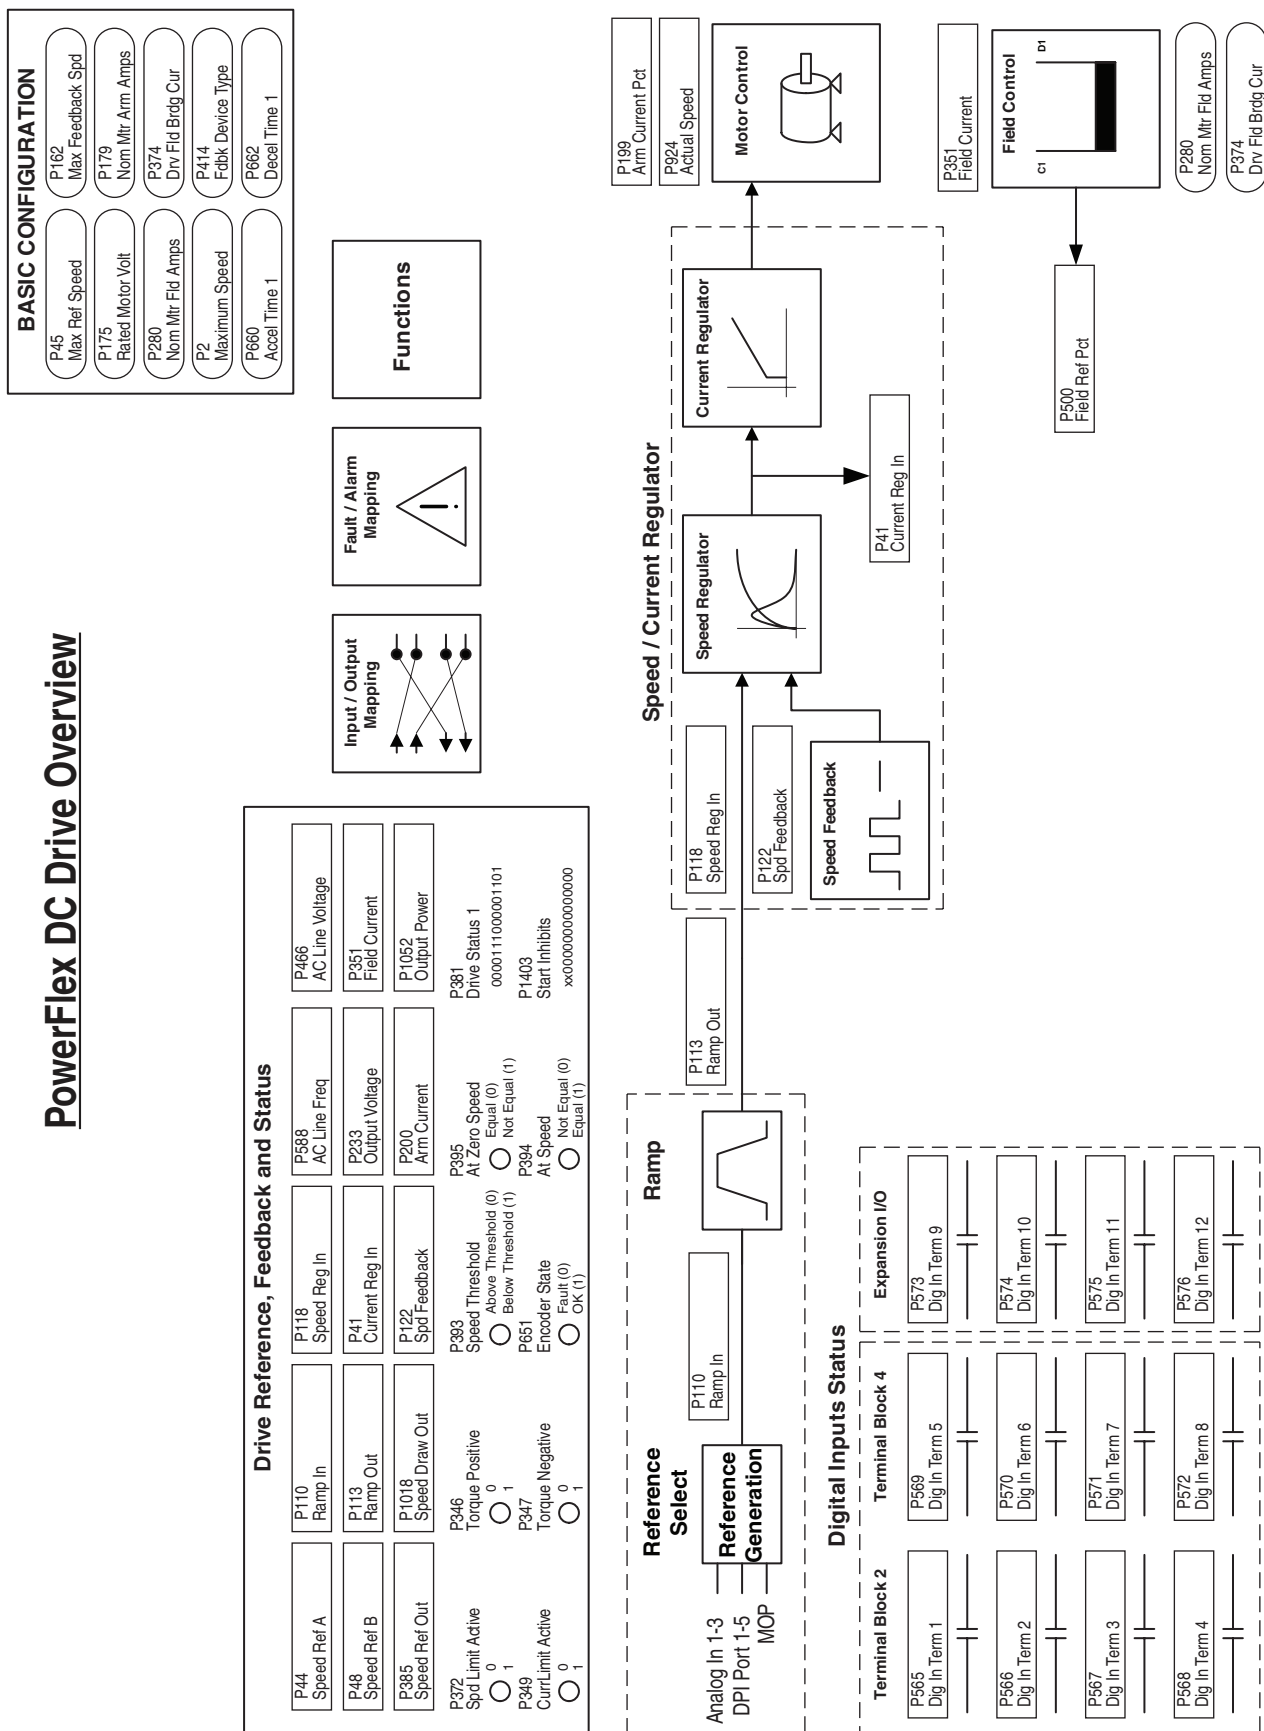 PowerFlex DC Drive Overview
BASIC CONFIGURATION
P45
Max Ref Speed
P162
Max Feedback Spd
P175
Rated Motor Volt
P179
Nom Mtr Arm Amps
P280
Nom Mtr Fld Amps
P374
Drv Fld Brdg Cur
P2
Maximum Speed
P414
Fdbk Device Type
P660
Accel Time 1
P662
Decel Time 1
Drive Reference, Feedback and Status
P44
Speed Ref A
P110
Ramp In
P118
Speed Reg In
P588
AC Line Freq
P466
AC Line Voltage
P48
Speed Ref B
P113
Ramp Out
P41
Current Reg In
P233
Output Voltage
P351
Field Current
P385
Speed Ref Out
P1018
Speed Draw Out
P122
Spd Feedback
P200
Arm Current
P1052
Output Power
P372
Spd Limit Active
0
1
P346
Torque Positive
0
1
P393
Speed Threshold
Above Threshold (0)
Below Threshold (1)
P395
At Zero Speed
Equal (0)
Not Equal (1)
P381
Drive Status 1
0000111000001101
P349
CurrLimit Active
0
1
P347
Torque Negative
0
1
P651
Encoder State
Fault (0)
OK (1)
P394
At Speed
Not Equal (0)
Equal (1)
P1403
Start Inhibits
xx00000000000000
Input / Output
Mapping
Fault / Alarm
Mapping
Functions
Reference
Select
Ramp
Analog In 1-3
DPI Port 1-5
MOP
Reference
Generation
P110
Ramp In
P113
Ramp Out
Speed / Current Regulator
P118
Speed Reg In
P122
Spd Feedback
Speed Feedback
Speed Regulator
Current Regulator
P41
Current Reg In
P199
Arm Current Pct
P924
Actual Speed
Motor Control
P500
Field Ref Pct
P351
Field Current
Field Control
C1
D1
P280
Nom Mtr Fld Amps
P374
Drv Fld Brdg Cur
Digital Inputs Status
Terminal Block 2
Terminal Block 4
Expansion I/O
P565
Dig In Term 1
P569
Dig In Term 5
P573
Dig In Term 9
P566
Dig In Term 2
P570
Dig In Term 6
P574
Dig In Term 10
P567
Dig In Term 3
P571
Dig In Term 7
P575
Dig In Term 11
P568
Dig In Term 4
P572
Dig In Term 8
P576
Dig In Term 12